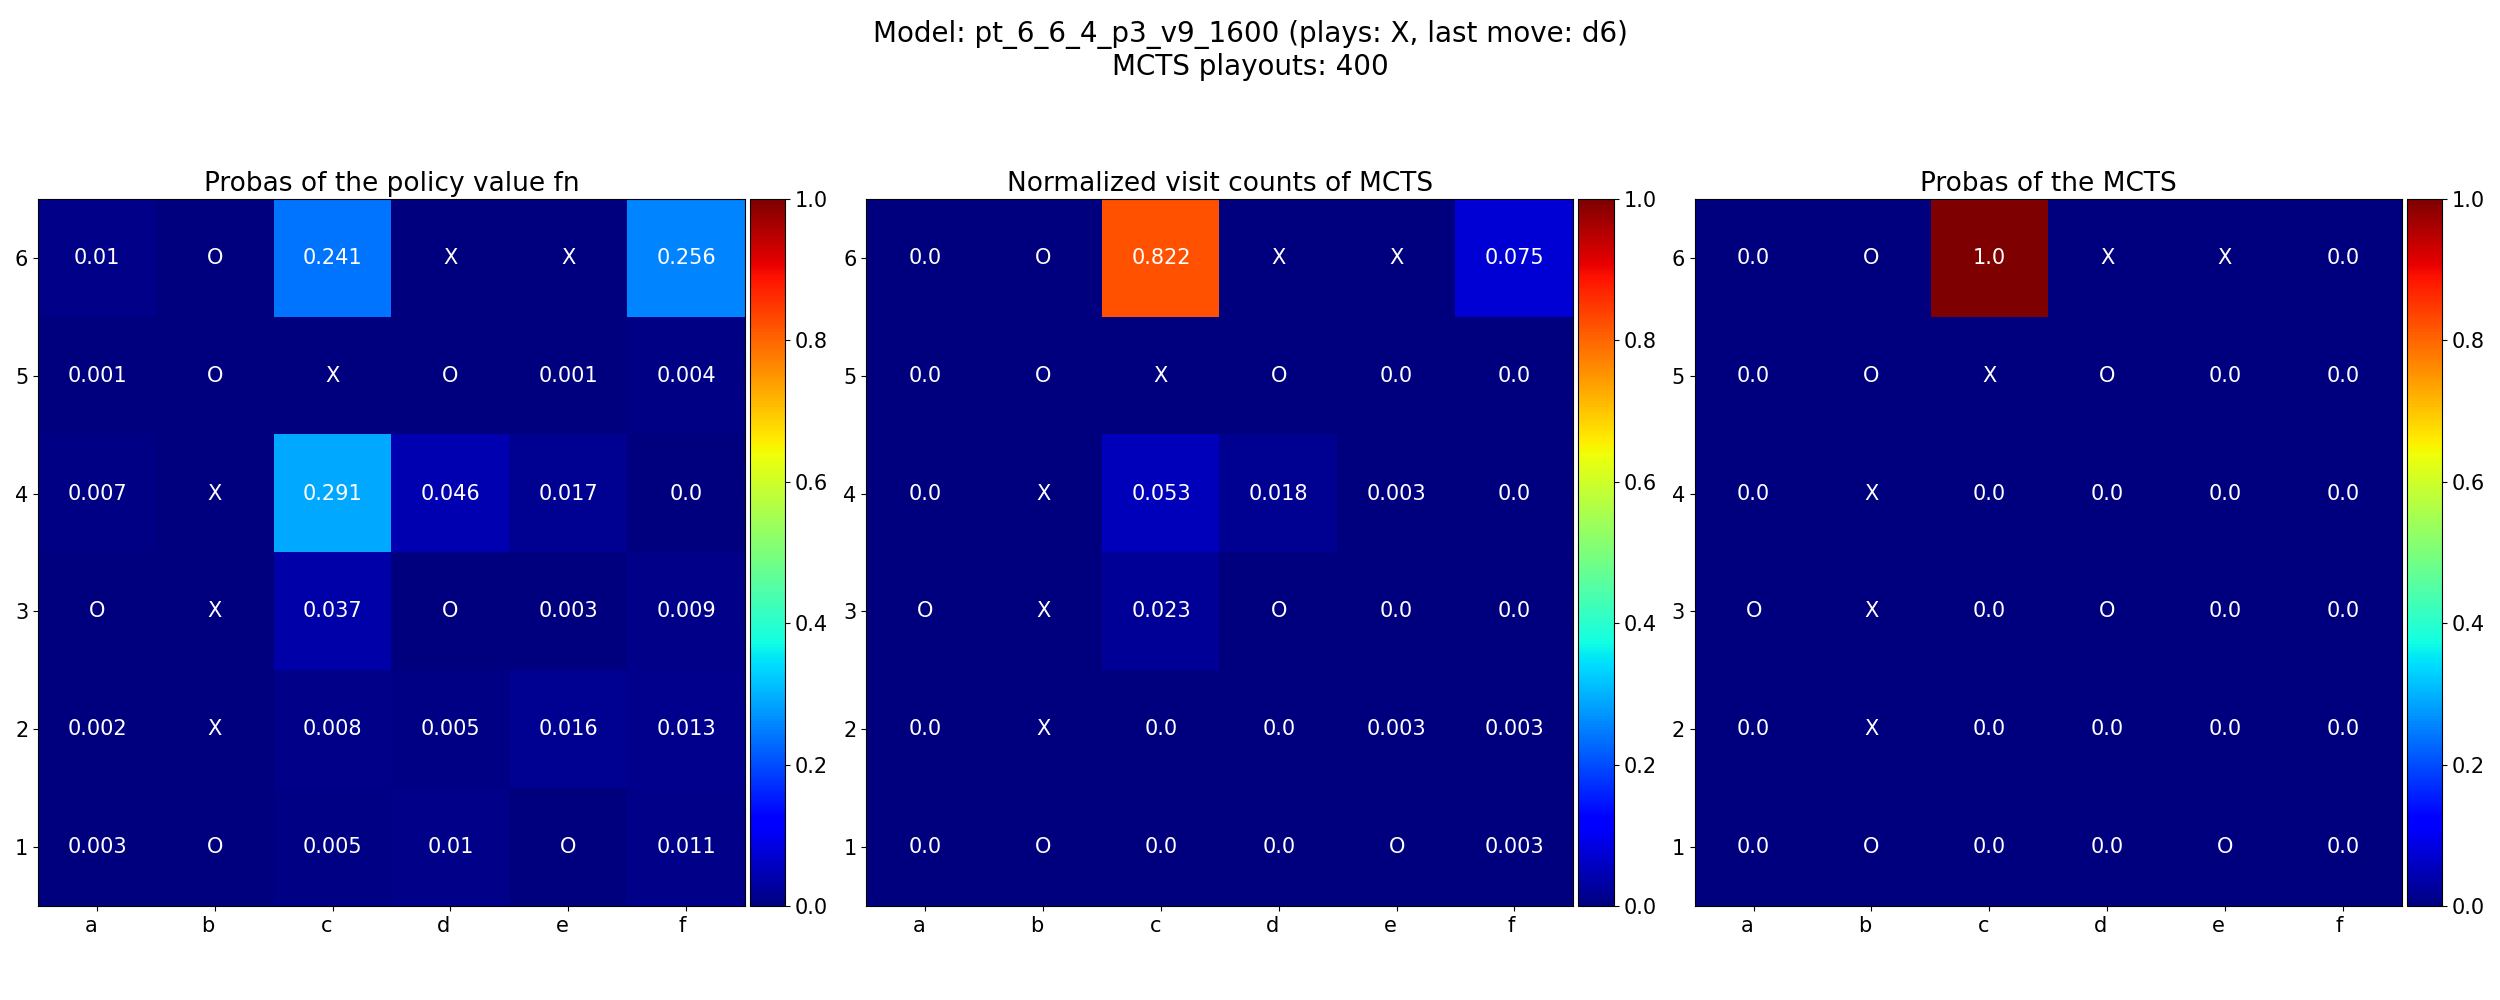 Model: pt_6_6_4_p3_v9_1600 (plays: X, last move: d6)
MCTS playouts: 400
Probas of the policy value fn
6 0.01 O 0.241 X X 0.256
5 0.001 O X O 0.001 0.004
4 0.007 X 0.291 0.046 0.017 0.0
3 O X 0.037 O 0.003 0.009
2 0.002 X 0.008 0.005 0.016 0.013
1 0.003 O 0.005 0.01 O 0.011
a b c d e f
1.0
0.8
0.6
0.4
0.2
0.0
Normalized visit counts of MCTS
6 0.0 O 0.822 X X 0.075
5 0.0 O X O 0.0 0.0
4 0.0 X 0.053 0.018 0.003 0.0
3 O X 0.023 O 0.0 0.0
2 0.0 X 0.0 0.0 0.003 0.003
1 0.0 O 0.0 0.0 O 0.003
a b c d e f
1.0
0.8
0.6
0.4
0.2
0.0
Probas of the MCTS
6 0.0 O 1.0 X X 0.0
5 0.0 O X O 0.0 0.0
4 0.0 X 0.0 0.0 0.0 0.0
3 O X 0.0 O 0.0 0.0
2 0.0 X 0.0 0.0 0.0 0.0
1 0.0 O 0.0 0.0 O 0.0
a b c d e f
1.0
0.8
0.6
0.4
0.2
0.0